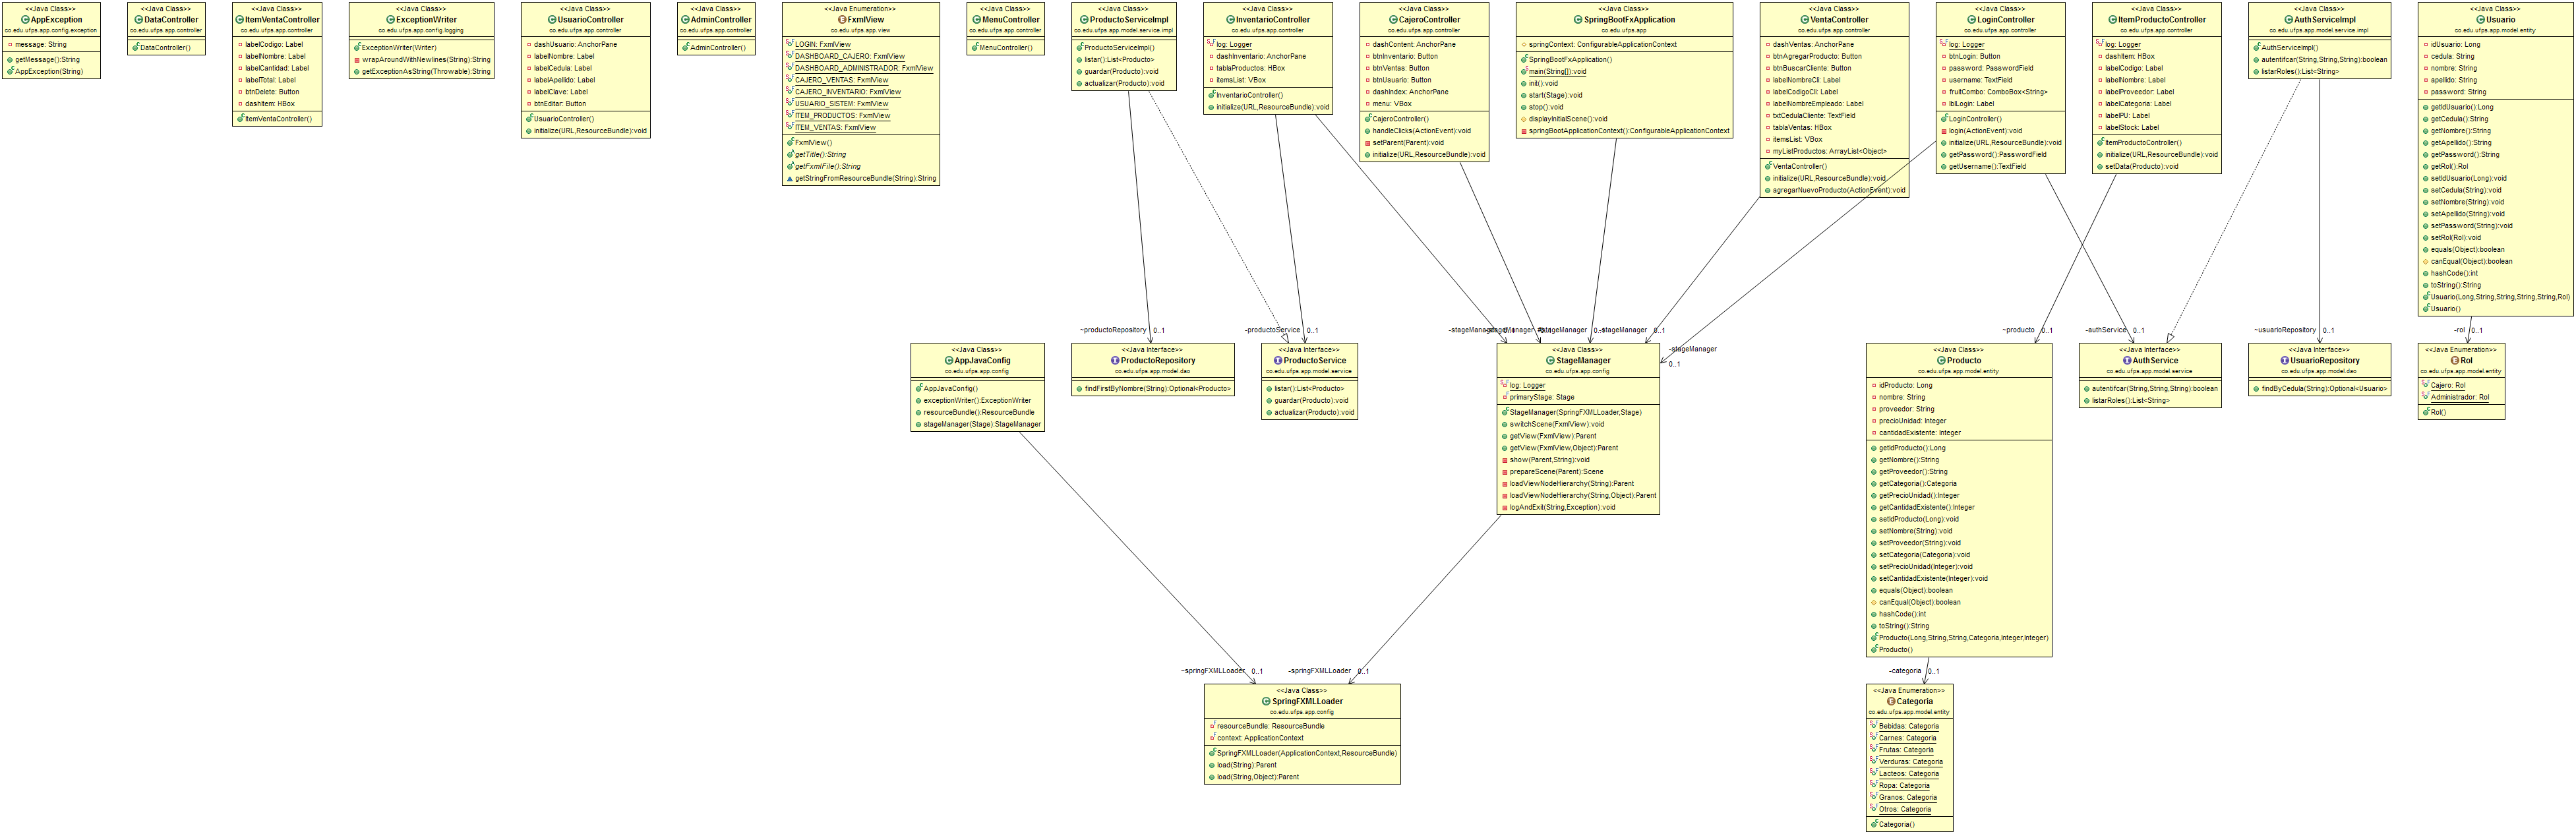 <<Java Class>>
AppException
co.edu.ufps.app.config.exception
message: String
getMessage():String
AppException(String)
<<Java Class>>
DataController
co.edu.ufps.app.controller
DataController()
<<Java Class>>
ItemVentaController
co.edu.ufps.app.controller
labelCodigo: Label
labelNombre: Label
labelCantidad: Label
labelTotal: Label
btnDelete: Button
dashItem: HBox
ItemVentaController()
<<Java Class>>
ExceptionWriter
co.edu.ufps.app.config.logging
ExceptionWriter(Writer)
wrapAroundWithNewlines(String):String
getExceptionAsString(Throwable):String
<<Java Class>>
UsuarioController
co.edu.ufps.app.controller
dashUsuario: AnchorPane
labelNombre: Label
labelCedula: Label
labelApellido: Label
labelClave: Label
btnEditar: Button
UsuarioController()
initialize(URL,ResourceBundle):void
<<Java Class>>
AdminController
co.edu.ufps.app.controller
AdminController()
<<Java Enumeration>>
FxmlView
co.edu.ufps.app.view
LOGIN: FxmlView
DASHBOARD_CAJERO: FxmlView
DASHBOARD_ADMINISTRADOR: FxmlView
CAJERO_VENTAS: FxmlView
CAJERO_INVENTARIO: FxmlView
USUARIO_SISTEM: FxmlView
ITEM_PRODUCTOS: FxmlView
ITEM_VENTAS: FxmlView
FxmlView()
getTitle():String
getFxmlFile():String
getStringFromResourceBundle(String):String
<<Java Class>>
MenuController
co.edu.ufps.app.controller
MenuController()
<<Java Class>>
ProductoServiceImpl
co.edu.ufps.app.model.service.impl
ProductoServiceImpl()
listar():List<Producto>
guardar(Producto):void
actualizar(Producto):void
<<Java Class>>
InventarioController
co.edu.ufps.app.controller
log: Logger
dashInventario: AnchorPane
tablaProductos: HBox
itemsList: VBox
InventarioController()
initialize(URL,ResourceBundle):void
<<Java Class>>
CajeroController
co.edu.ufps.app.controller
dashContent: AnchorPane
btnInventario: Button
btnVentas: Button
btnUsuario: Button
dashIndex: AnchorPane
menu: VBox
CajeroController()
handleClicks(ActionEvent):void
setParent(Parent):void
initialize(URL,ResourceBundle):void
<<Java Class>>
SpringBootFxApplication
co.edu.ufps.app
springContext: ConfigurableApplicationContext
SpringBootFxApplication()
main(String[]):void
init():void
start(Stage):void
stop():void
displayInitialScene():void
springBootApplicationContext():ConfigurableApplicationContext
<<Java Class>>
VentaController
co.edu.ufps.app.controller
dashVentas: AnchorPane
btnAgregarProducto: Button
btnBuscarCliente: Button
labelNombreCli: Label
labelCodigoCli: Label
labelNombreEmpleado: Label
txtCedulaCliente: TextField
tablaVentas: HBox
itemsList: VBox
myListProductos: ArrayList<Object>
VentaController()
initialize(URL,ResourceBundle):void
agregarNuevoProducto(ActionEvent):void
<<Java Class>>
LoginController
co.edu.ufps.app.controller
log: Logger
btnLogin: Button
password: PasswordField
username: TextField
fruitCombo: ComboBox<String>
lblLogin: Label
LoginController()
login(ActionEvent):void
initialize(URL,ResourceBundle):void
getPassword():PasswordField
getUsername():TextField
<<Java Class>>
ItemProductoController
co.edu.ufps.app.controller
log: Logger
dashItem: HBox
labelCodigo: Label
labelNombre: Label
labelProveedor: Label
labelCategoria: Label
labelPU: Label
labelStock: Label
ItemProductoController()
initialize(URL,ResourceBundle):void
setData(Producto):void
<<Java Class>>
AuthServiceImpl
co.edu.ufps.app.model.service.impl
AuthServiceImpl()
autentifcar(String,String,String):boolean
listarRoles():List<String>
<<Java Class>>
Usuario
co.edu.ufps.app.model.entity
idUsuario: Long
cedula: String
nombre: String
apellido: String
password: String
getIdUsuario():Long
getCedula():String
getNombre():String
getApellido():String
getPassword():String
getRol():Rol
setIdUsuario(Long):void
setCedula(String):void
setNombre(String):void
setApellido(String):void
setPassword(String):void
setRol(Rol):void
equals(Object):boolean
canEqual(Object):boolean
hashCode():int
toString():String
Usuario(Long,String,String,String,String,Rol)
Usuario()
~productoRepository 0..1
-productoService 0..1
-stageManager
-stageManager
-stageManager
0..1
~producto 0..1
-authService 0..1
~usuarioRepository 0..1
-rol 0..1
<<Java Class>>
AppJavaConfig
co.edu.ufps.app.config
AppJavaConfig()
exceptionWriter():ExceptionWriter
resourceBundle():ResourceBundle
stageManager(Stage):StageManager
<<Java Interface>>
ProductoRepository
co.edu.ufps.app.model.dao
findFirstByNombre(String):Optional<Producto>
<<Java Interface>>
ProductoService
co.edu.ufps.app.model.service
listar():List<Producto>
guardar(Producto):void
actualizar(Producto):void
<<Java Class>>
StageManager
co.edu.ufps.app.config
log: Logger
primaryStage: Stage
StageManager(SpringFXMLLoader,Stage)
switchScene(FxmlView):void
getView(FxmlView):Parent
getView(FxmlView,Object):Parent
show(Parent,String):void
prepareScene(Parent):Scene
loadViewNodeHierarchy(String):Parent
loadViewNodeHierarchy(String,Object):Parent
logAndExit(String,Exception):void
-stageManager
0..1
<<Java Class>>
Producto
co.edu.ufps.app.model.entity
idProducto: Long
nombre: String
proveedor: String
precioUnidad: Integer
cantidadExistente: Integer
getIdProducto():Long
getNombre():String
getProveedor():String
getCategoria():Categoria
getPrecioUnidad():Integer
getCantidadExistente():Integer
setIdProducto(Long):void
setNombre(String):void
setProveedor(String):void
setCategoria(Categoria):void
setPrecioUnidad(Integer):void
setCantidadExistente(Integer):void
equals(Object):boolean
canEqual(Object):boolean
hashCode():int
toString():String
Producto(Long,String,String,Categoria,Integer,Integer)
Producto()
<<Java Interface>>
AuthService
co.edu.ufps.app.model.service
autentifcar(String,String,String):boolean
listarRoles():List<String>
<<Java Interface>>
UsuarioRepository
co.edu.ufps.app.model.dao
findByCedula(String):Optional<Usuario>
<<Java Enumeration>>
Rol
co.edu.ufps.app.model.entity
Cajero: Rol
Administrador: Rol
Rol()
~springFXMLLoader 0..1
-springFXMLLoader 0..1
-categoria 0..1
<<Java Class>>
SpringFXMLLoader
co.edu.ufps.app.config
resourceBundle: ResourceBundle
context: ApplicationContext
SpringFXMLLoader(ApplicationContext,ResourceBundle)
load(String):Parent
load(String,Object):Parent
<<Java Enumeration>>
Categoria
co.edu.ufps.app.model.entity
Bebidas: Categoria
Carnes: Categoria
Frutas: Categoria
Verduras: Categoria
Lacteos: Categoria
Ropa: Categoria
Granos: Categoria
Otros: Categoria
Categoria()